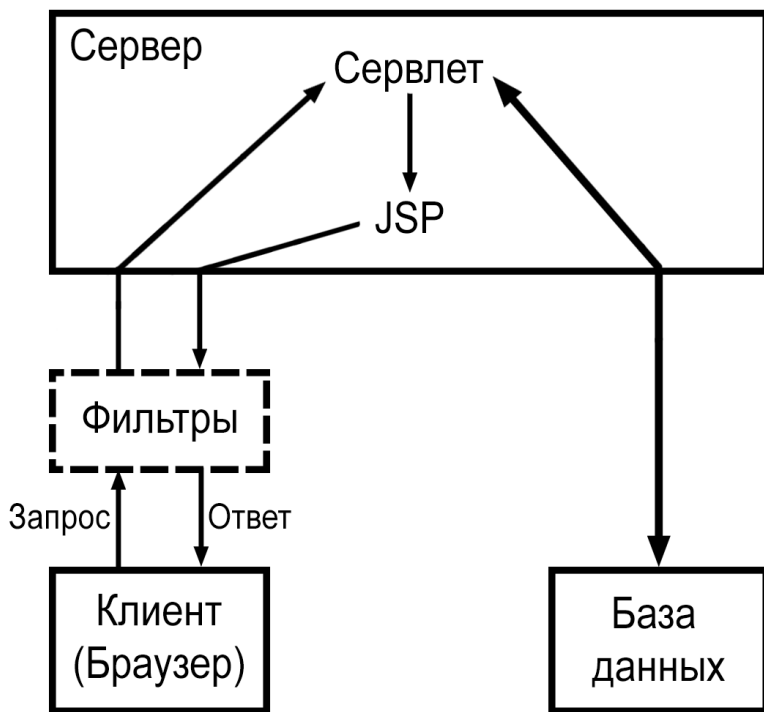 Сервер
Сервлет
JSP
Фильтры
Запрос
Ответ
Клиент
(Браузер)
База
данных